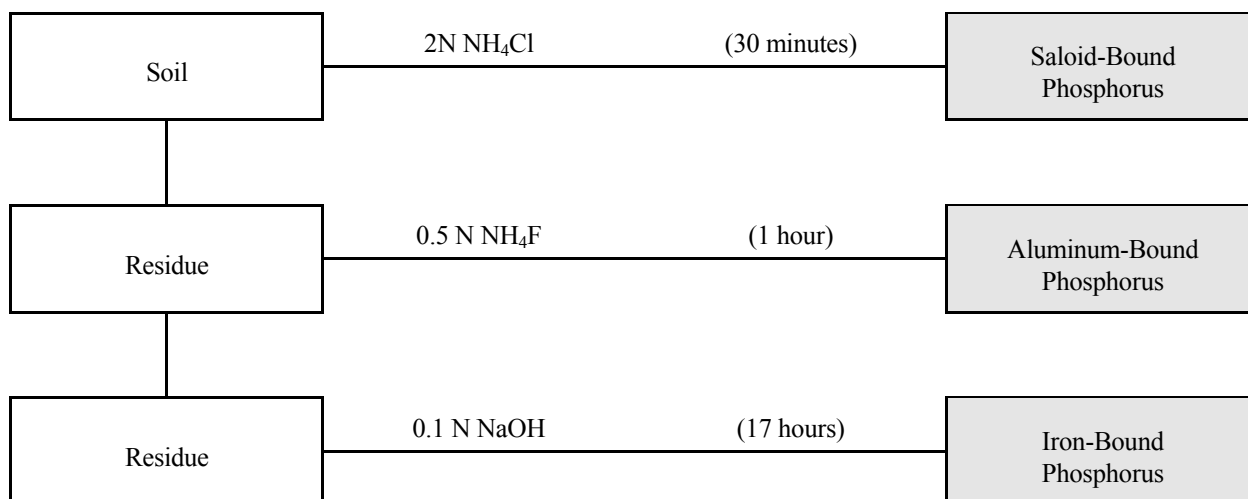 Soil
2N NH₄Cl
(30 minutes)
Saloid-Bound
Phosphorus
Residue
0.5 N NH₄F
(1 hour)
Aluminum-Bound
Phosphorus
Residue
0.1 N NaOH
(17 hours)
Iron-Bound
Phosphorus